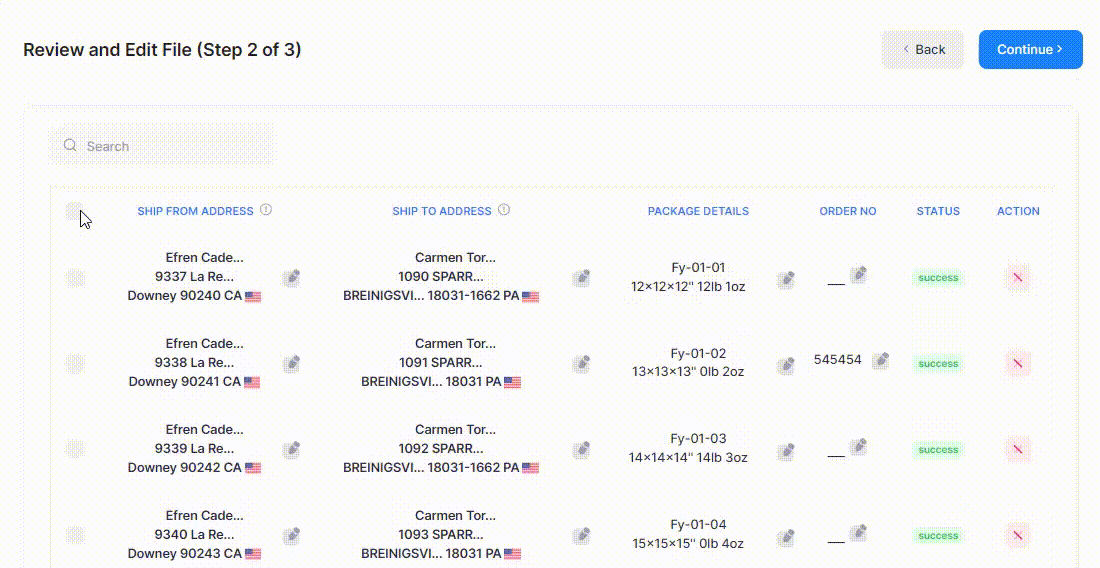 Review and Edit File (Step 2 of 3)
Back
Continue
Search
SHIP FROM ADDRESS
SHIP TO ADDRESS
PACKAGE DETAILS
ORDER NO
STATUS
ACTION
Efren Cade...
9337 La Re...
Downey 90240 CA
Carmen Tor...
1090 SPARR...
BREINIGSVI... 18031-1662 PA
Fy-01-01
12×12×12" 12lb 1oz
success
Efren Cade...
9338 La Re...
Downey 90241 CA
Carmen Tor...
1091 SPARR...
BREINIGSVI... 18031 PA
Fy-01-02
13×13×13" 0lb 2oz
545454
success
Efren Cade...
9339 La Re...
Downey 90242 CA
Carmen Tor...
1092 SPARR...
BREINIGSVI... 18031-1662 PA
Fy-01-03
14×14×14" 14lb 3oz
success
Efren Cade...
9340 La Re...
Downey 90243 CA
Carmen Tor...
1093 SPARR...
BREINIGSVI... 18031 PA
Fy-01-04
15×15×15" 0lb 4oz
success